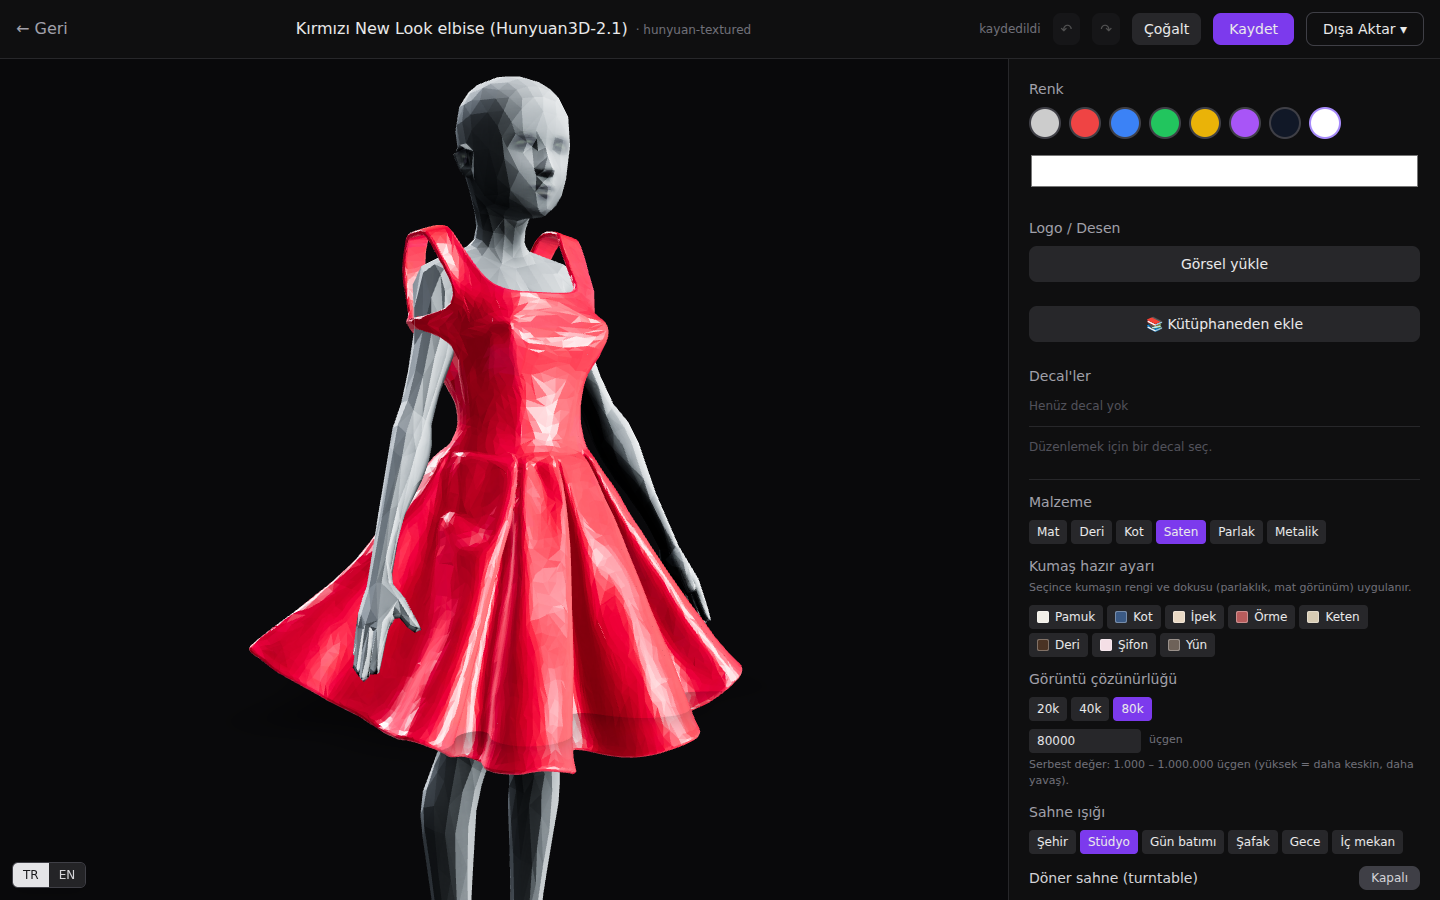 ← Geri
Kırmızı New Look elbise (Hunyuan3D-2.1) · hunyuan-textured
kaydedildi
↶
↷
Çoğalt
Kaydet
Dışa Aktar ▾
Renk
Logo / Desen
Görsel yükle
📚 Kütüphaneden ekle
Decal'ler
Henüz decal yok
Düzenlemek için bir decal seç.
Malzeme
Mat Deri Kot Saten Parlak Metalik
Kumaş hazır ayarı
Seçince kumaşın rengi ve dokusu (parlaklık, mat görünüm) uygulanır.
Pamuk Kot İpek Örme Keten
Deri Şifon Yün
Görüntü çözünürlüğü
20k 40k 80k
80000 üçgen
Serbest değer: 1.000 – 1.000.000 üçgen (yüksek = daha keskin, daha
yavaş).
Sahne ışığı
Şehir Stüdyo Gün batımı Şafak Gece İç mekan
Döner sahne (turntable) Kapalı
TR EN